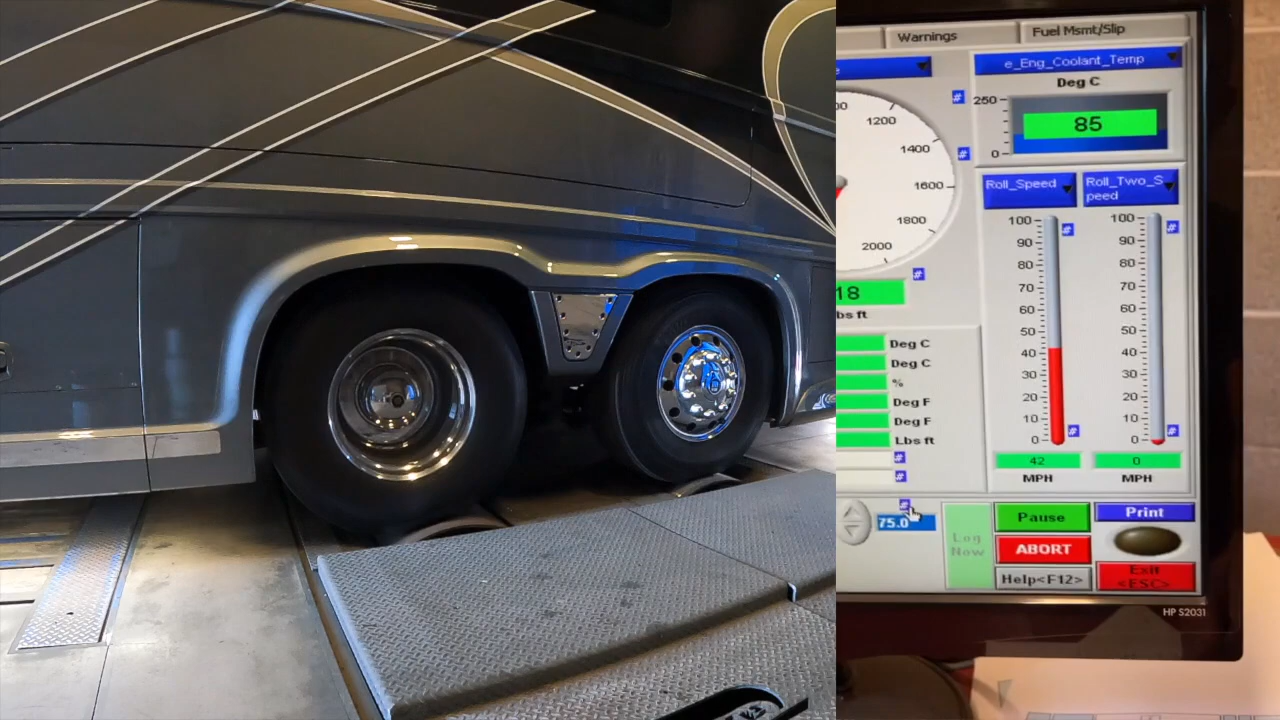 Warnings
Fuel Msmt/Slip
e_Eng_Coolant_Temp
Deg C
250
0
85
1200
1400
1600
1800
2000
18
bs ft
Roll_Speed
Roll_Two_S
peed
100
90
80
70
60
50
40
30
20
10
0
100
90
80
70
60
50
40
30
20
10
0
42
0
MPH
MPH
Deg C
Deg C
%
Deg F
Deg F
Lbs ft
75.0
Log
Now
Pause
ABORT
Help<F12>
Print
Exit
<ESC>
HP S2031